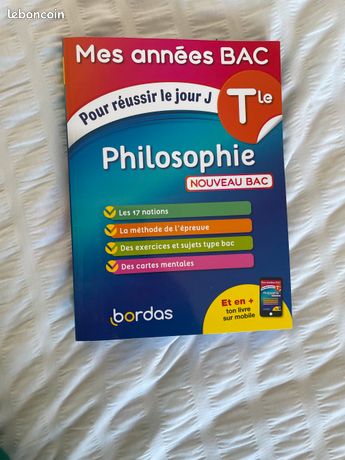 leboncoin
Mes années BAC
Pour réussir le jour J
Tle
Philosophie
NOUVEAU BAC
Les 17 notions
La méthode de l'épreuve
Des exercices et sujets type bac
Des cartes mentales
Et en +
ton livre
sur mobile
bordas